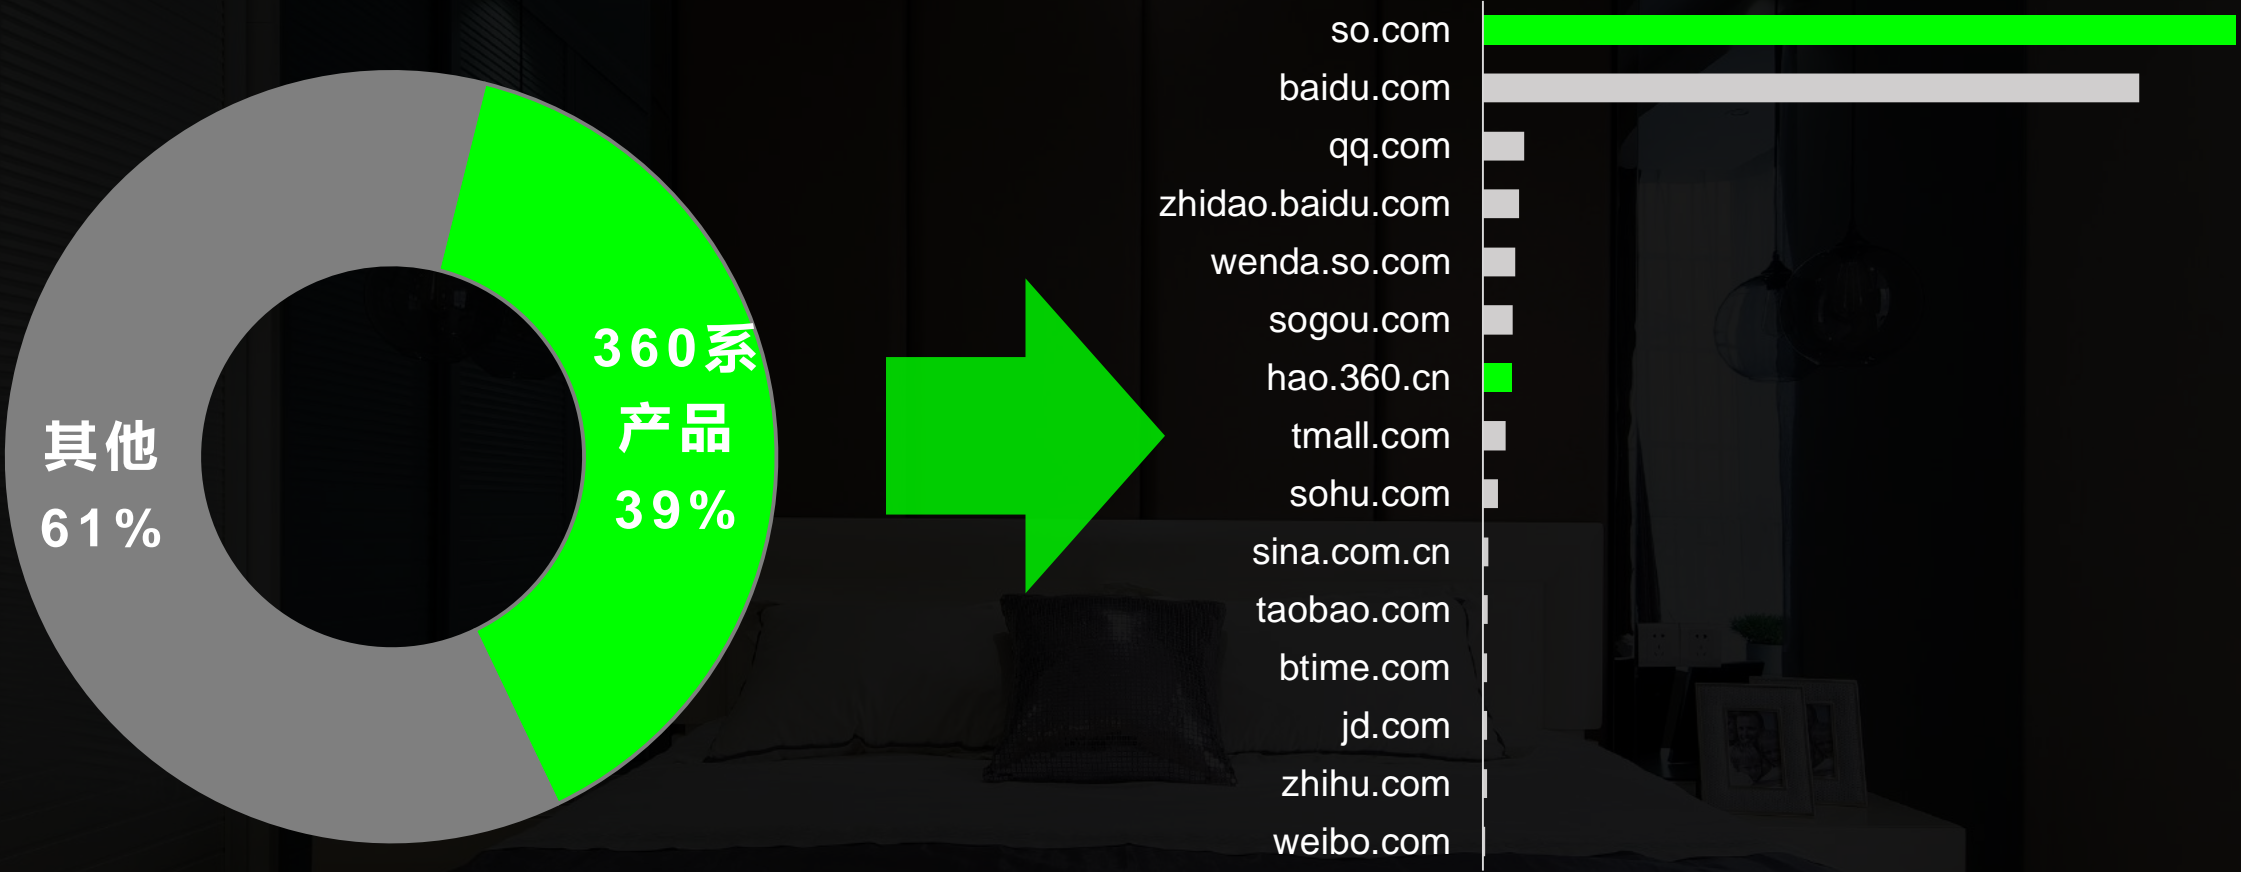 其他
61%
360系
产品
39%
so.com
baidu.com
qq.com
zhidao.baidu.com
wenda.so.com
sogou.com
hao.360.cn
tmall.com
sohu.com
sina.com.cn
taobao.com
btime.com
jd.com
zhihu.com
weibo.com